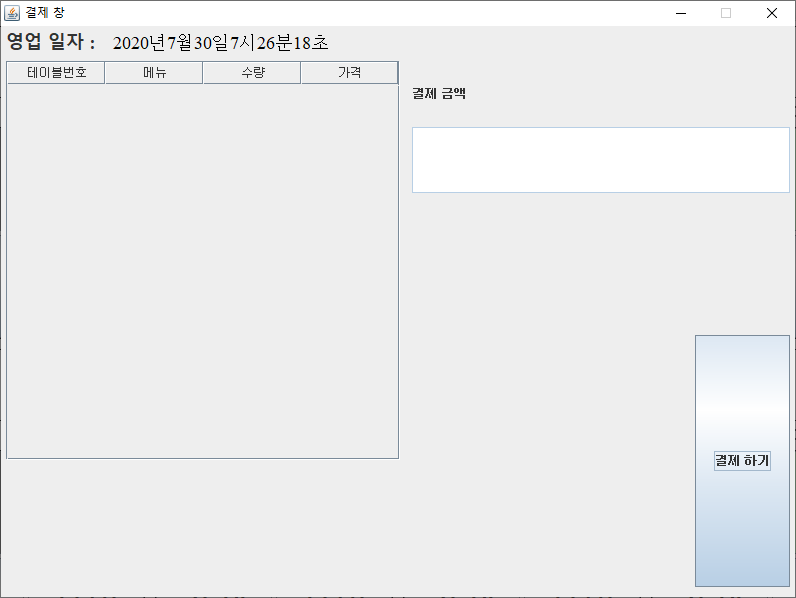 결제 창
영업 일자 : 2020년7월30일7시26분18초
테이블번호 메뉴 수량 가격
결제 금액
결제 하기